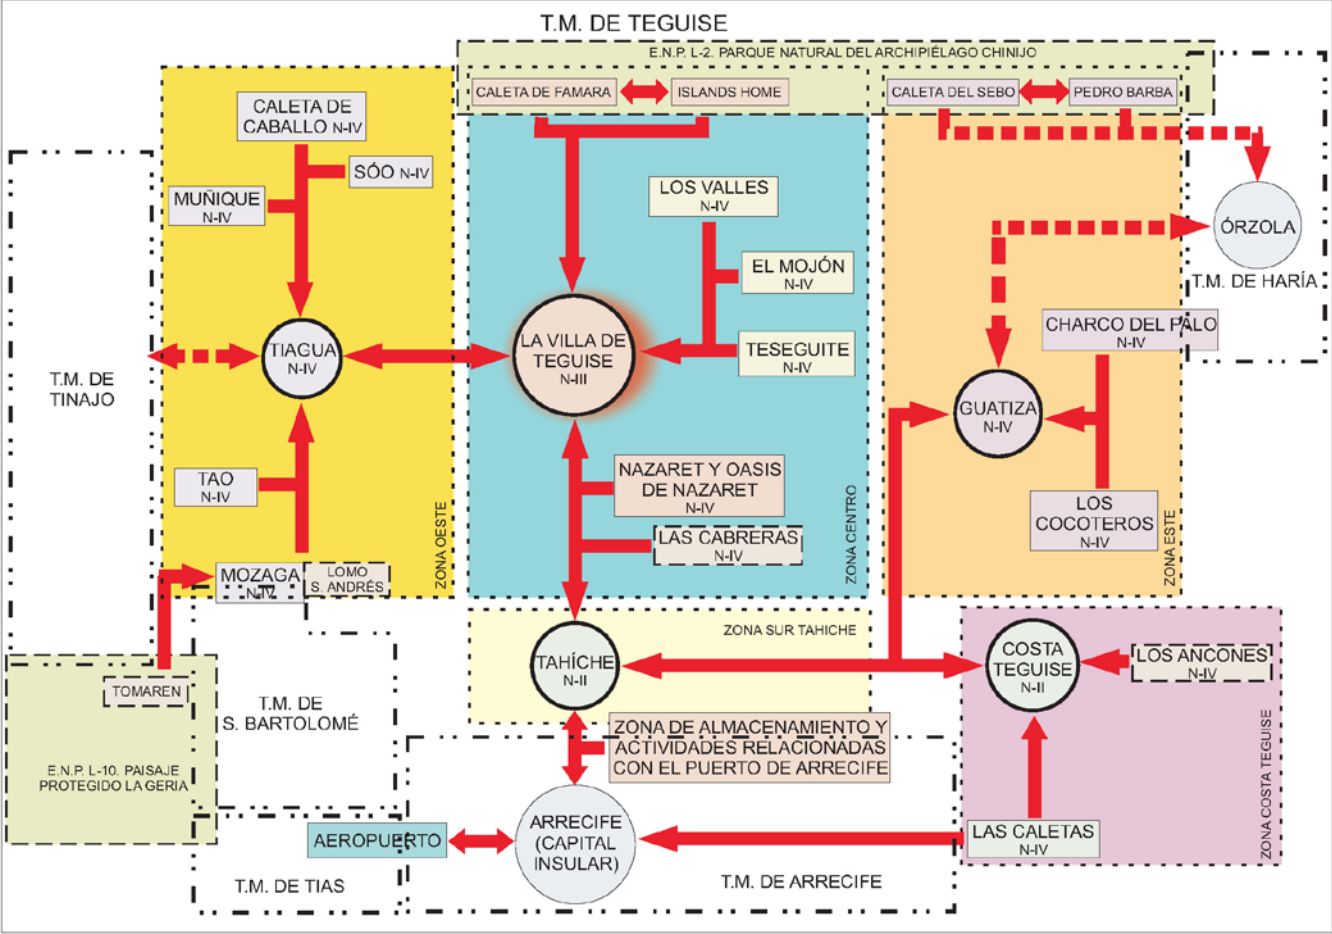 T.M. DE TEGUISE
E.N.P. L-2. PARQUE NATURAL DEL ARCHIPIÉLAGO CHINIJO
CALETA DE FAMARA
ISLANDS HOME
CALETA DEL SEBO
PEDRO BARBA
CALETA DE
CABALLO N-IV
SÓO N-IV
MUÑIQUE
N-IV
LOS VALLES
N-IV
EL MOJÓN
N-IV
TESEGUITE
N-IV
ÓRZOLA
T.M. DE HARÍA
CHARCO DEL PALO
N-IV
TIAGUA
N-IV
LA VILLA DE
TEGUISE
N-III
GUATIZA
N-IV
T.M. DE
TINAJO
TAO
N-IV
NAZARET Y OASIS
DE NAZARET
N-IV
LAS CABRERAS
N-IV
LOS
COCOTEROS
N-IV
ZONA OESTE
ZONA CENTRO
ZONA ESTE
MOZAGA
N-IV
LOMO
S. ANDRÉS
ZONA SUR TAHICHE
TAHÍCHE
N-II
COSTA
TEGUISE
N-II
LOS ANCONES
N-IV
TOMAREN
T.M. DE
S. BARTOLOMÉ
ZONA DE ALMACENAMIENTO Y
ACTIVIDADES RELACIONADAS
CON EL PUERTO DE ARRECIFE
E.N.P. L-10. PAISAJE
PROTEGIDO LA GERIA
ZONA COSTA TEGUISE
AEROPUERTO
ARRECIFE
(CAPITAL
INSULAR)
LAS CALETAS
N-IV
T.M. DE TIAS
T.M. DE ARRECIFE